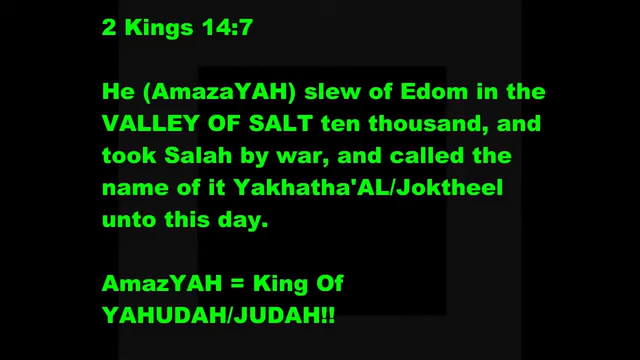 2 Kings 14:7
He (AmazaYAH) slew of Edom in the
VALLEY OF SALT ten thousand, and
took Salah by war, and called the
name of it Yakhatha'AL/Joktheel
unto this day.
AmazYAH = King Of
YAHUDAH/JUDAH!!